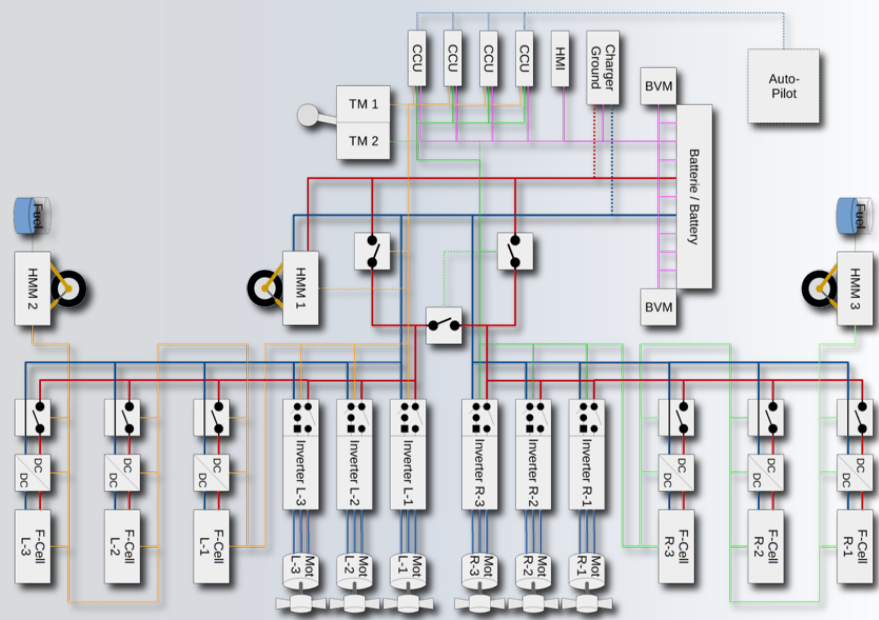 CCU
CCU
CCU
CCU
HMI
Charger
Ground
Auto-
Pilot
BVM
TM 1
TM 2
Batterie / Battery
Fuel
Fuel
HMM 2
HMM 1
BVM
HMM 3
DC
DC
DC
DC
DC
DC
Inverter L-3
Inverter L-2
Inverter L-1
Inverter R-3
Inverter R-2
Inverter R-1
DC
DC
DC
DC
DC
DC
F-Cell
L-3
F-Cell
L-2
F-Cell
L-1
Mot
L-3
Mot
L-2
Mot
L-1
Mot
R-3
Mot
R-2
Mot
R-1
F-Cell
R-3
F-Cell
R-2
F-Cell
R-1